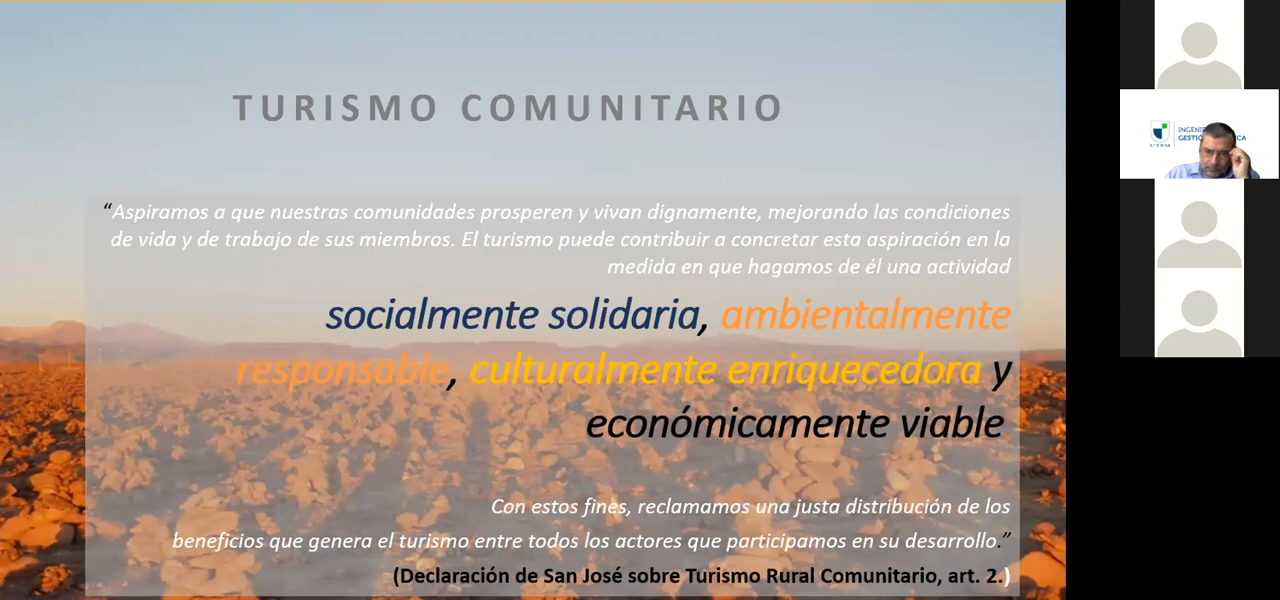 TURISMO COMUNITARIO
“Aspiramos a que nuestras comunidades prosperen y vivan dignamente, mejorando las condiciones
de vida y de trabajo de sus miembros. El turismo puede contribuir a concretar esta aspiración en la
medida en que hagamos de él una actividad
socialmente solidaria, ambientalmente
responsable, culturalmente enriquecedora y
económicamente viable
Con estos fines, reclamamos una justa distribución de los
beneficios que genera el turismo entre todos los actores que participamos en su desarrollo.”
(Declaración de San José sobre Turismo Rural Comunitario, art. 2.)
UTEM